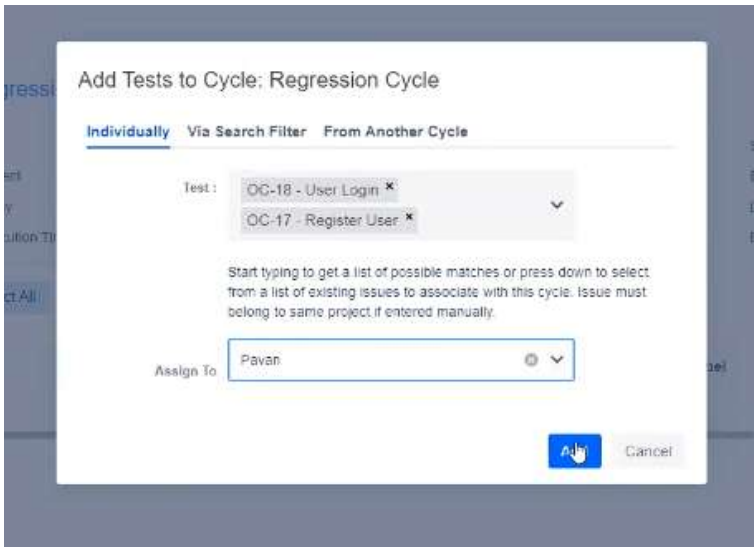 gressi
Add Tests to Cycle: Regression Cycle
Individually Via Search Filter From Another Cycle
Test :
OC-18 - User Login ×
OC-17 - Register User ×
Start typing to get a list of possible matches or press down to select
from a list of existing issues to associate with this cycle. Issue must
belong to same project if entered manually.
Assign To
Pavan
ct All
Cancel